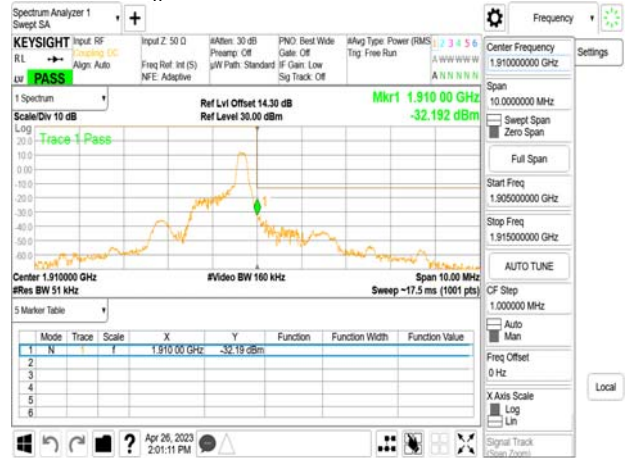 Spectrum Analyzer 1
Swept SA
Frequency
KEYSIGHT
Input: RF
Input Z: 50 Ω
#Atten: 30 dB
PNO: Best Wide
#Avg Type: Power (RMS
1 2 3 4 5 6
RL
Coupling: DC
Preamp: Off
Gate: Off
Trig: Free Run
A W W W W W
Align: Auto
Freq Ref: Int (S)
µW Path: Standard
IF Gain: Low
PASS
NFE: Adaptive
Sig Track: Off
A N N N N N
Center Frequency
1.910000000 GHz
Settings
1 Spectrum
Ref Lvl Offset 14.30 dB
Mkr1 1.910 00 GHz
Scale/Div 10 dB
Ref Level 30.00 dBm
-32.192 dBm
Log
Trace 1 Pass
20.0
10.0
0.00
-10.0
-20.0
-30.0
-40.0
-50.0
-60.0
1
Span
10.0000000 MHz
Swept Span
Zero Span
Full Span
Start Freq
1.905000000 GHz
Stop Freq
1.915000000 GHz
AUTO TUNE
Center 1.910000 GHz
#Video BW 160 kHz
Span 10.00 MHz
#Res BW 51 kHz
Sweep ~17.5 ms (1001 pts)
CF Step
1.000000 MHz
Auto
Man
5 Marker Table
Mode Trace Scale X Y Function Function Width Function Value
1 N 1 f 1.910 00 GHz -32.19 dBm
2
3
4
5
6
Freq Offset
0 Hz
Local
X Axis Scale
Log
Lin
Signal Track
(Span Zoom)
?
Apr 26, 2023
2:01:11 PM